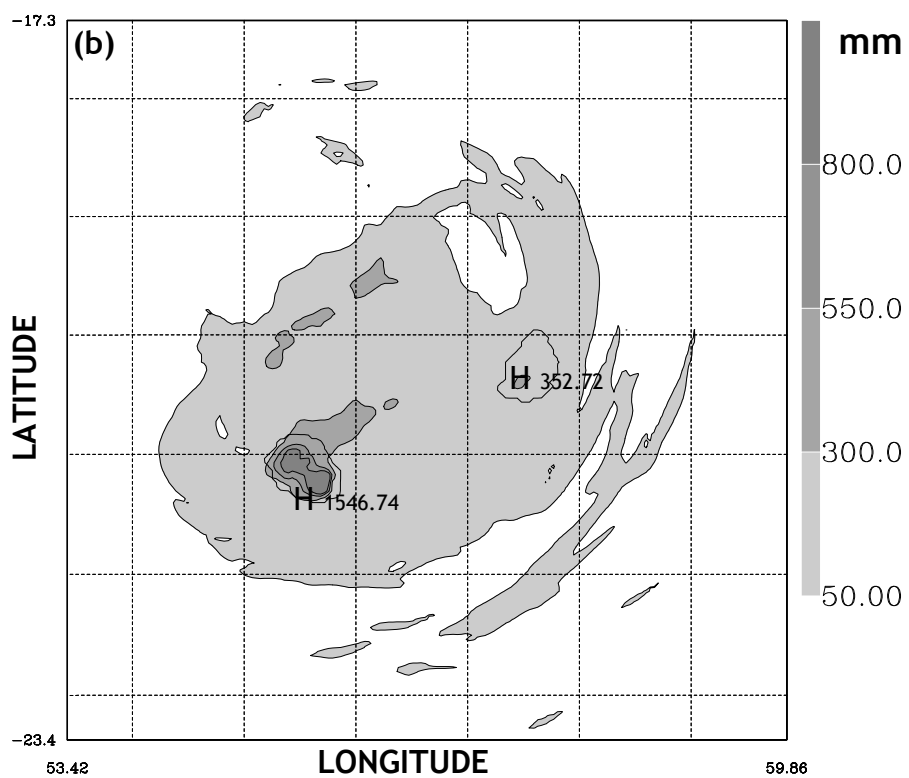 -17.3
(b)
mm
800.0
550.0
LATITUDE
H 352.72
300.0
H 1546.74
50.00
-23.4
LONGITUDE
53.42
59.86